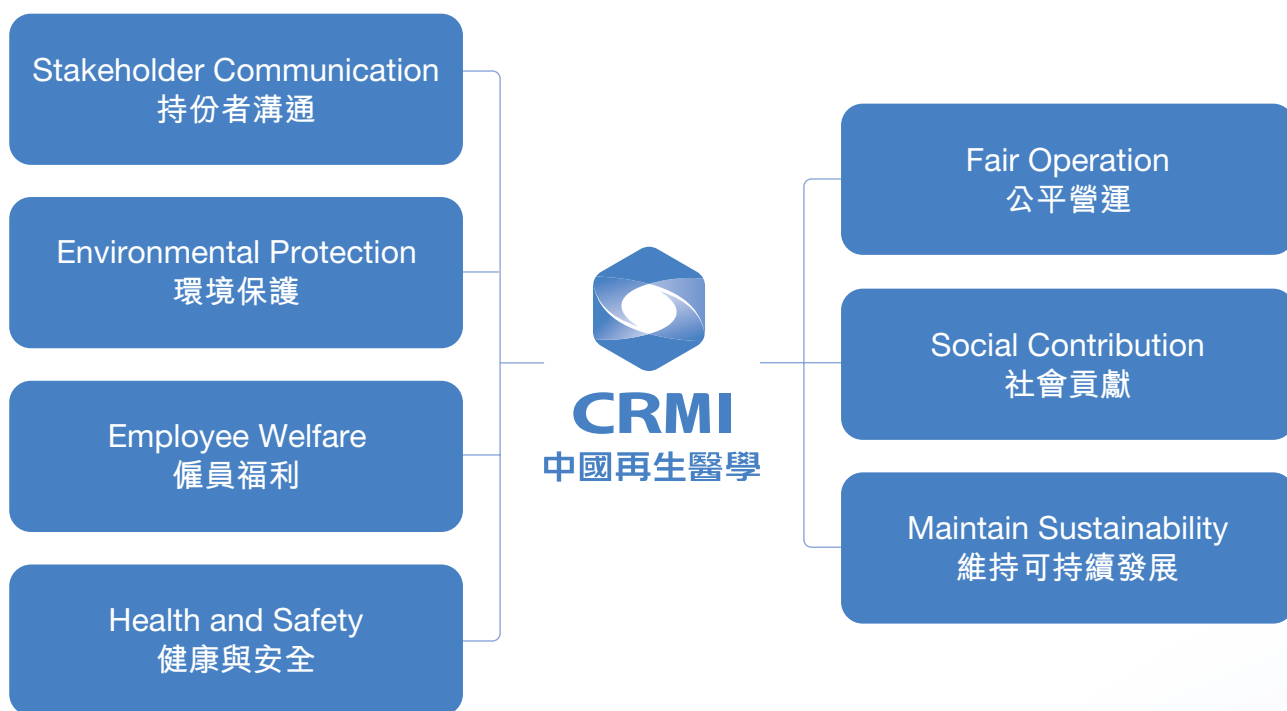 Stakeholder Communication
持份者溝通
Environmental Protection
環境保護
Employee Welfare
僱員福利
Health and Safety
健康與安全
CRMI
中國再生醫學
Fair Operation
公平營運
Social Contribution
社會貢獻
Maintain Sustainability
維持可持續發展